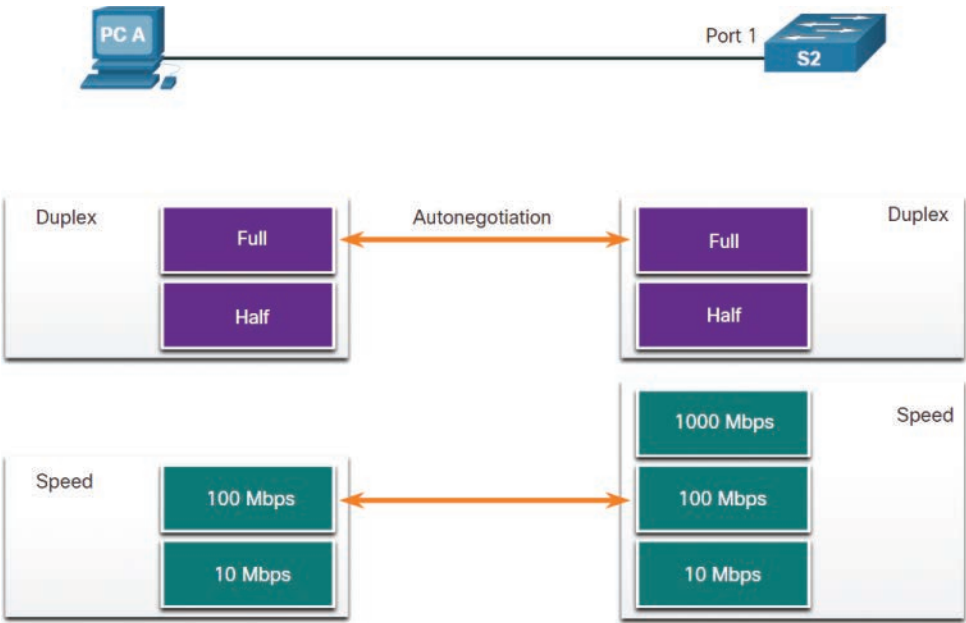 PC A
Port 1
S2
Duplex
Full
Half
Autonegotiation
Duplex
Full
Half
Speed
100 Mbps
10 Mbps
Speed
1000 Mbps
100 Mbps
10 Mbps